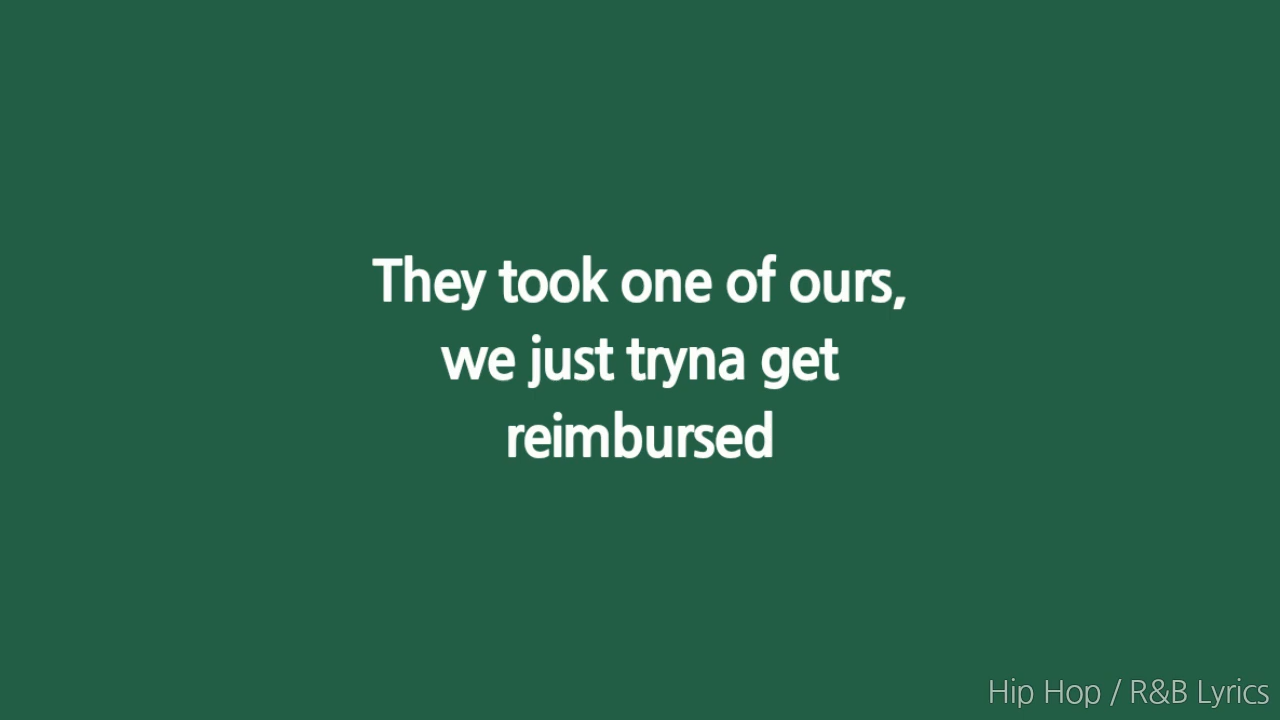 They took one of ours,
we just tryna get
reimbursed
Hip Hop / R&B Lyrics